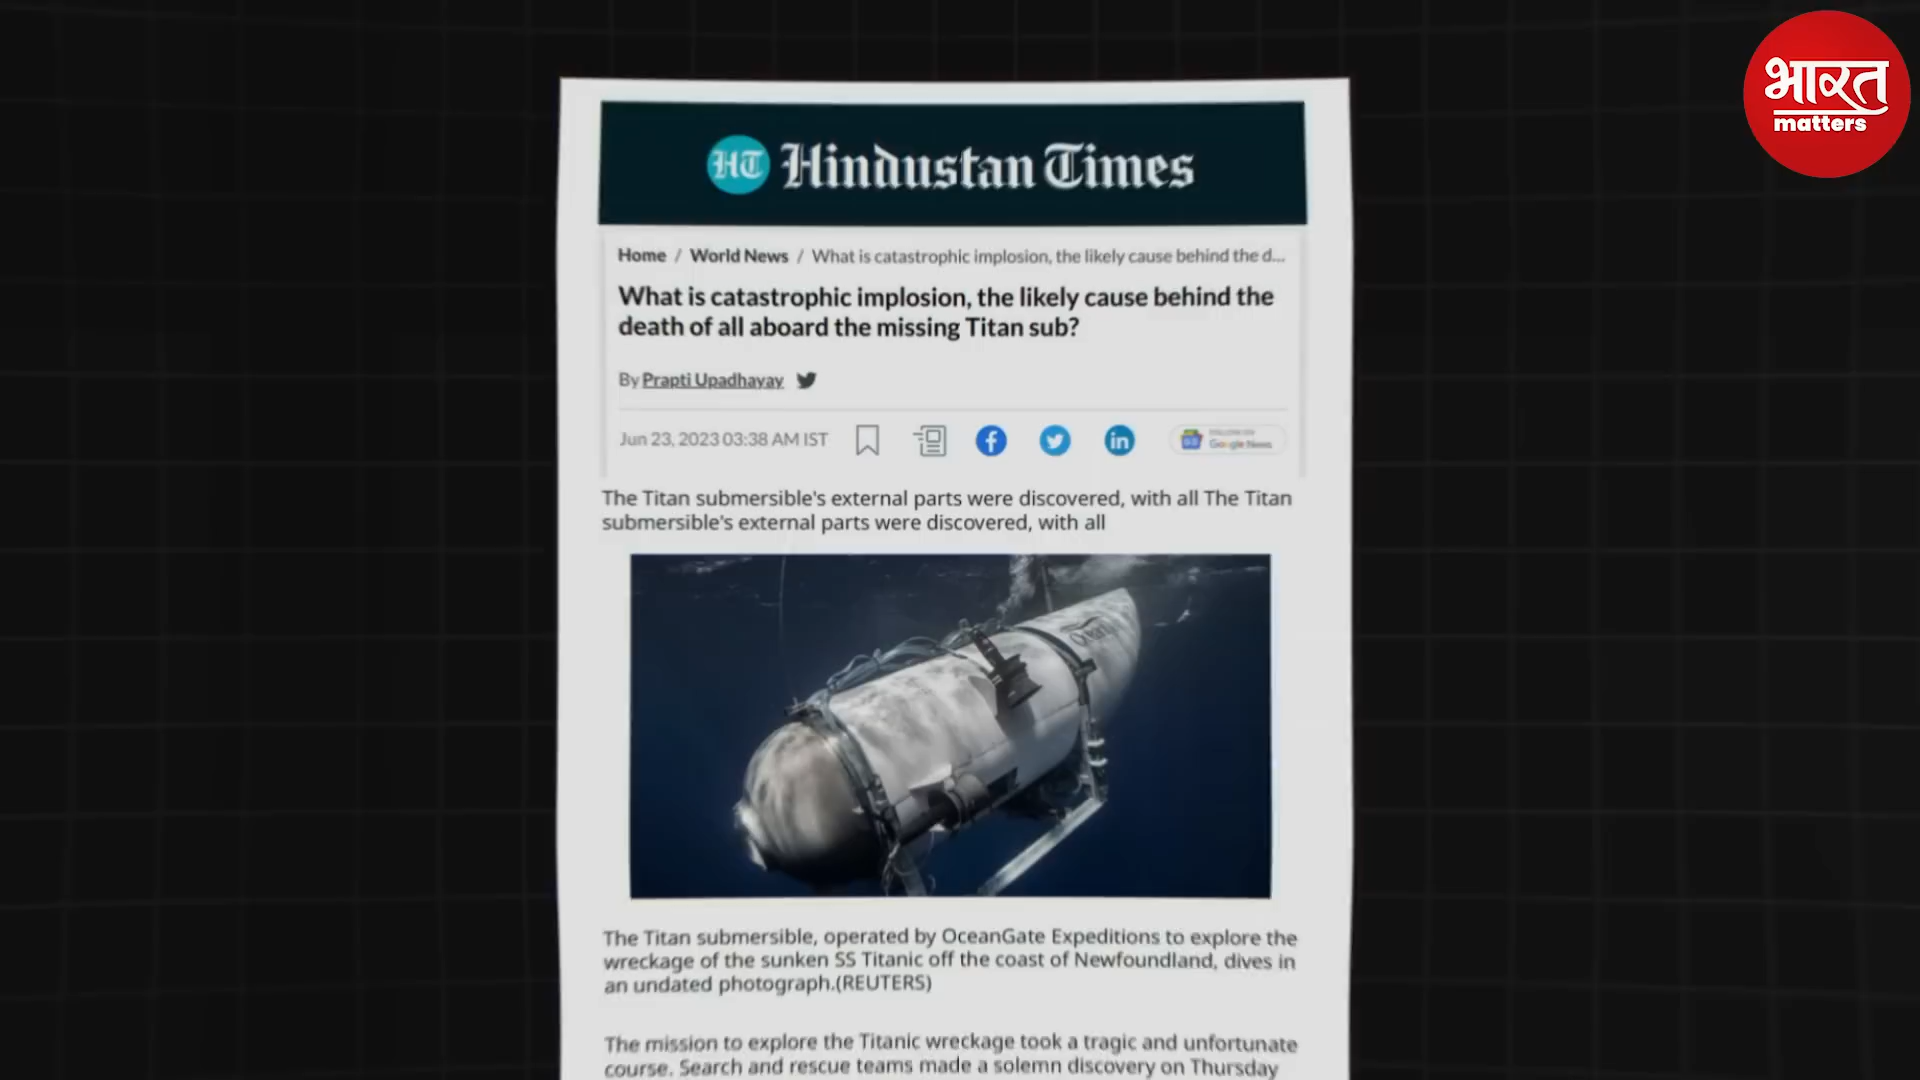 भारत
matters
HT Hindustan Times
Home / World News / What is catastrophic implosion, the likely cause behind the d...
What is catastrophic implosion, the likely cause behind the
death of all aboard the missing Titan sub?
By Prapti Upadhayay
Jun 23, 2023 03:38 AM IST
FOLLOW ON
Google News
The Titan submersible's external parts were discovered, with all The Titan
submersible's external parts were discovered, with all
The Titan submersible, operated by OceanGate Expeditions to explore the
wreckage of the sunken SS Titanic off the coast of Newfoundland, dives in
an undated photograph.(REUTERS)
The mission to explore the Titanic wreckage took a tragic and unfortunate
course. Search and rescue teams made a solemn discovery on Thursday